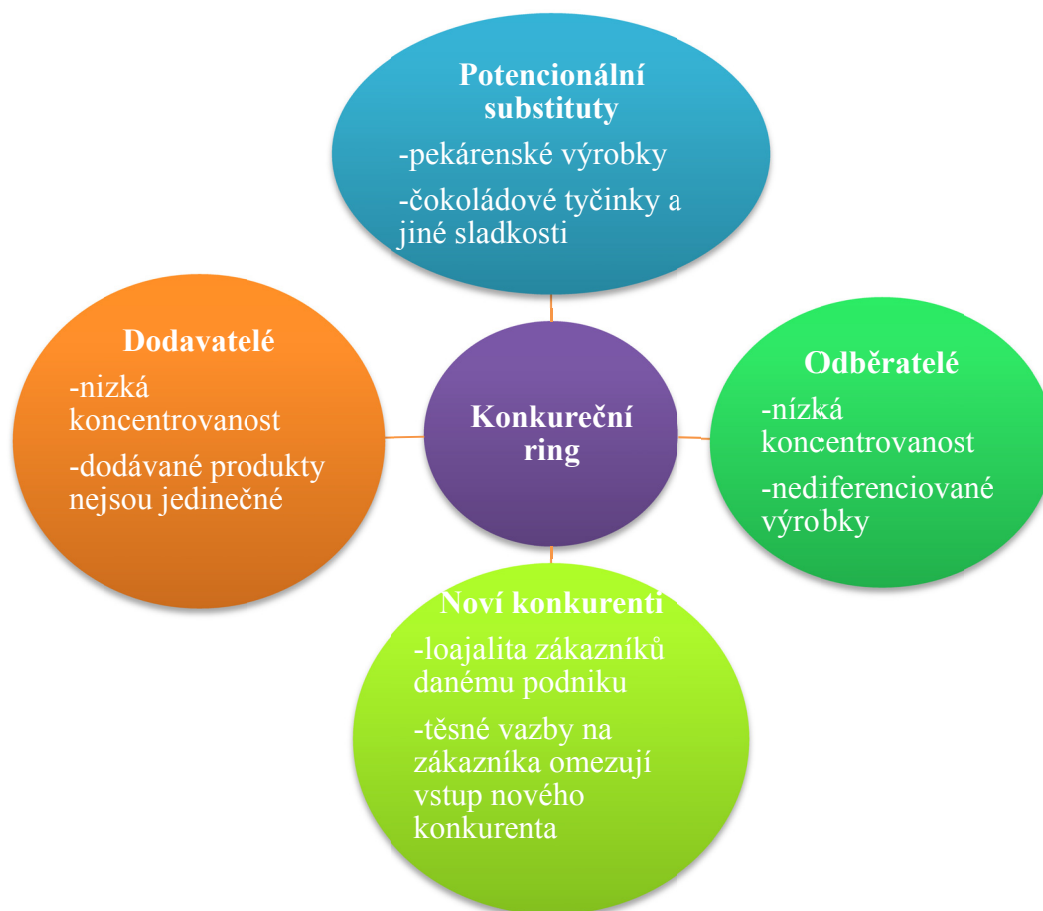 Potencionální
substituty
-pekárenské výrobky
-čokoládové tyčinky a
jiné sladkosti
Dodavatelé
-nizká
koncentrovanost
-dodávané produkty
nejsou jedinečné
Konkureční
ring
Odběratelé
-nízká
koncentrovanost
-nediferenciované
výrobky
Noví konkurenti
-loajalita zákazníků
danému podniku
-těsné vazby na
zákazníka omezují
vstup nového
konkurenta